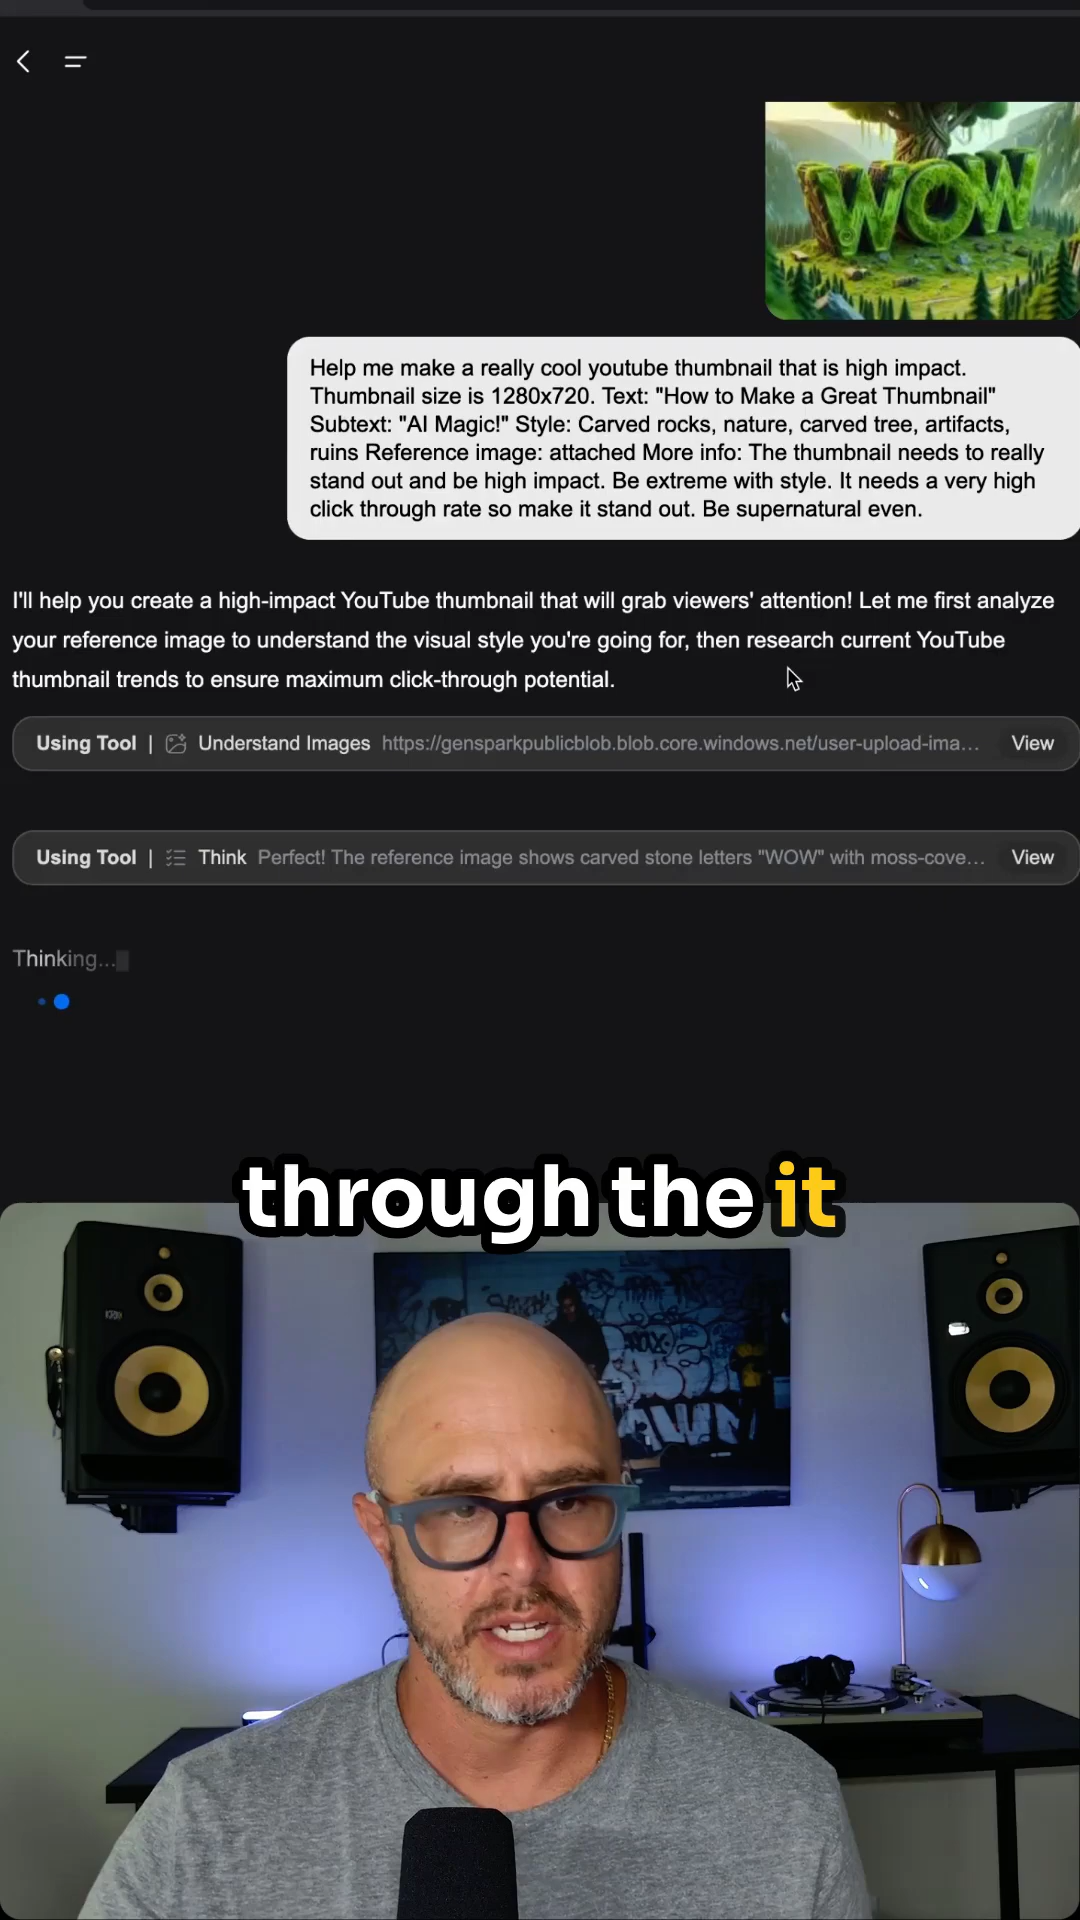 WOW
Help me make a really cool youtube thumbnail that is high impact.
Thumbnail size is 1280x720. Text: "How to Make a Great Thumbnail"
Subtext: "AI Magic!" Style: Carved rocks, nature, carved tree, artifacts,
ruins Reference image: attached More info: The thumbnail needs to really
stand out and be high impact. Be extreme with style. It needs a very high
click through rate so make it stand out. Be supernatural even.
I'll help you create a high-impact YouTube thumbnail that will grab viewers' attention! Let me first analyze
your reference image to understand the visual style you're going for, then research current YouTube
thumbnail trends to ensure maximum click-through potential.
Using Tool | Understand Images https://gensparkpublicblob.blob.core.windows.net/user-upload-ima... View
Using Tool | Think Perfect! The reference image shows carved stone letters "WOW" with moss-cove... View
Thinking...
through the it